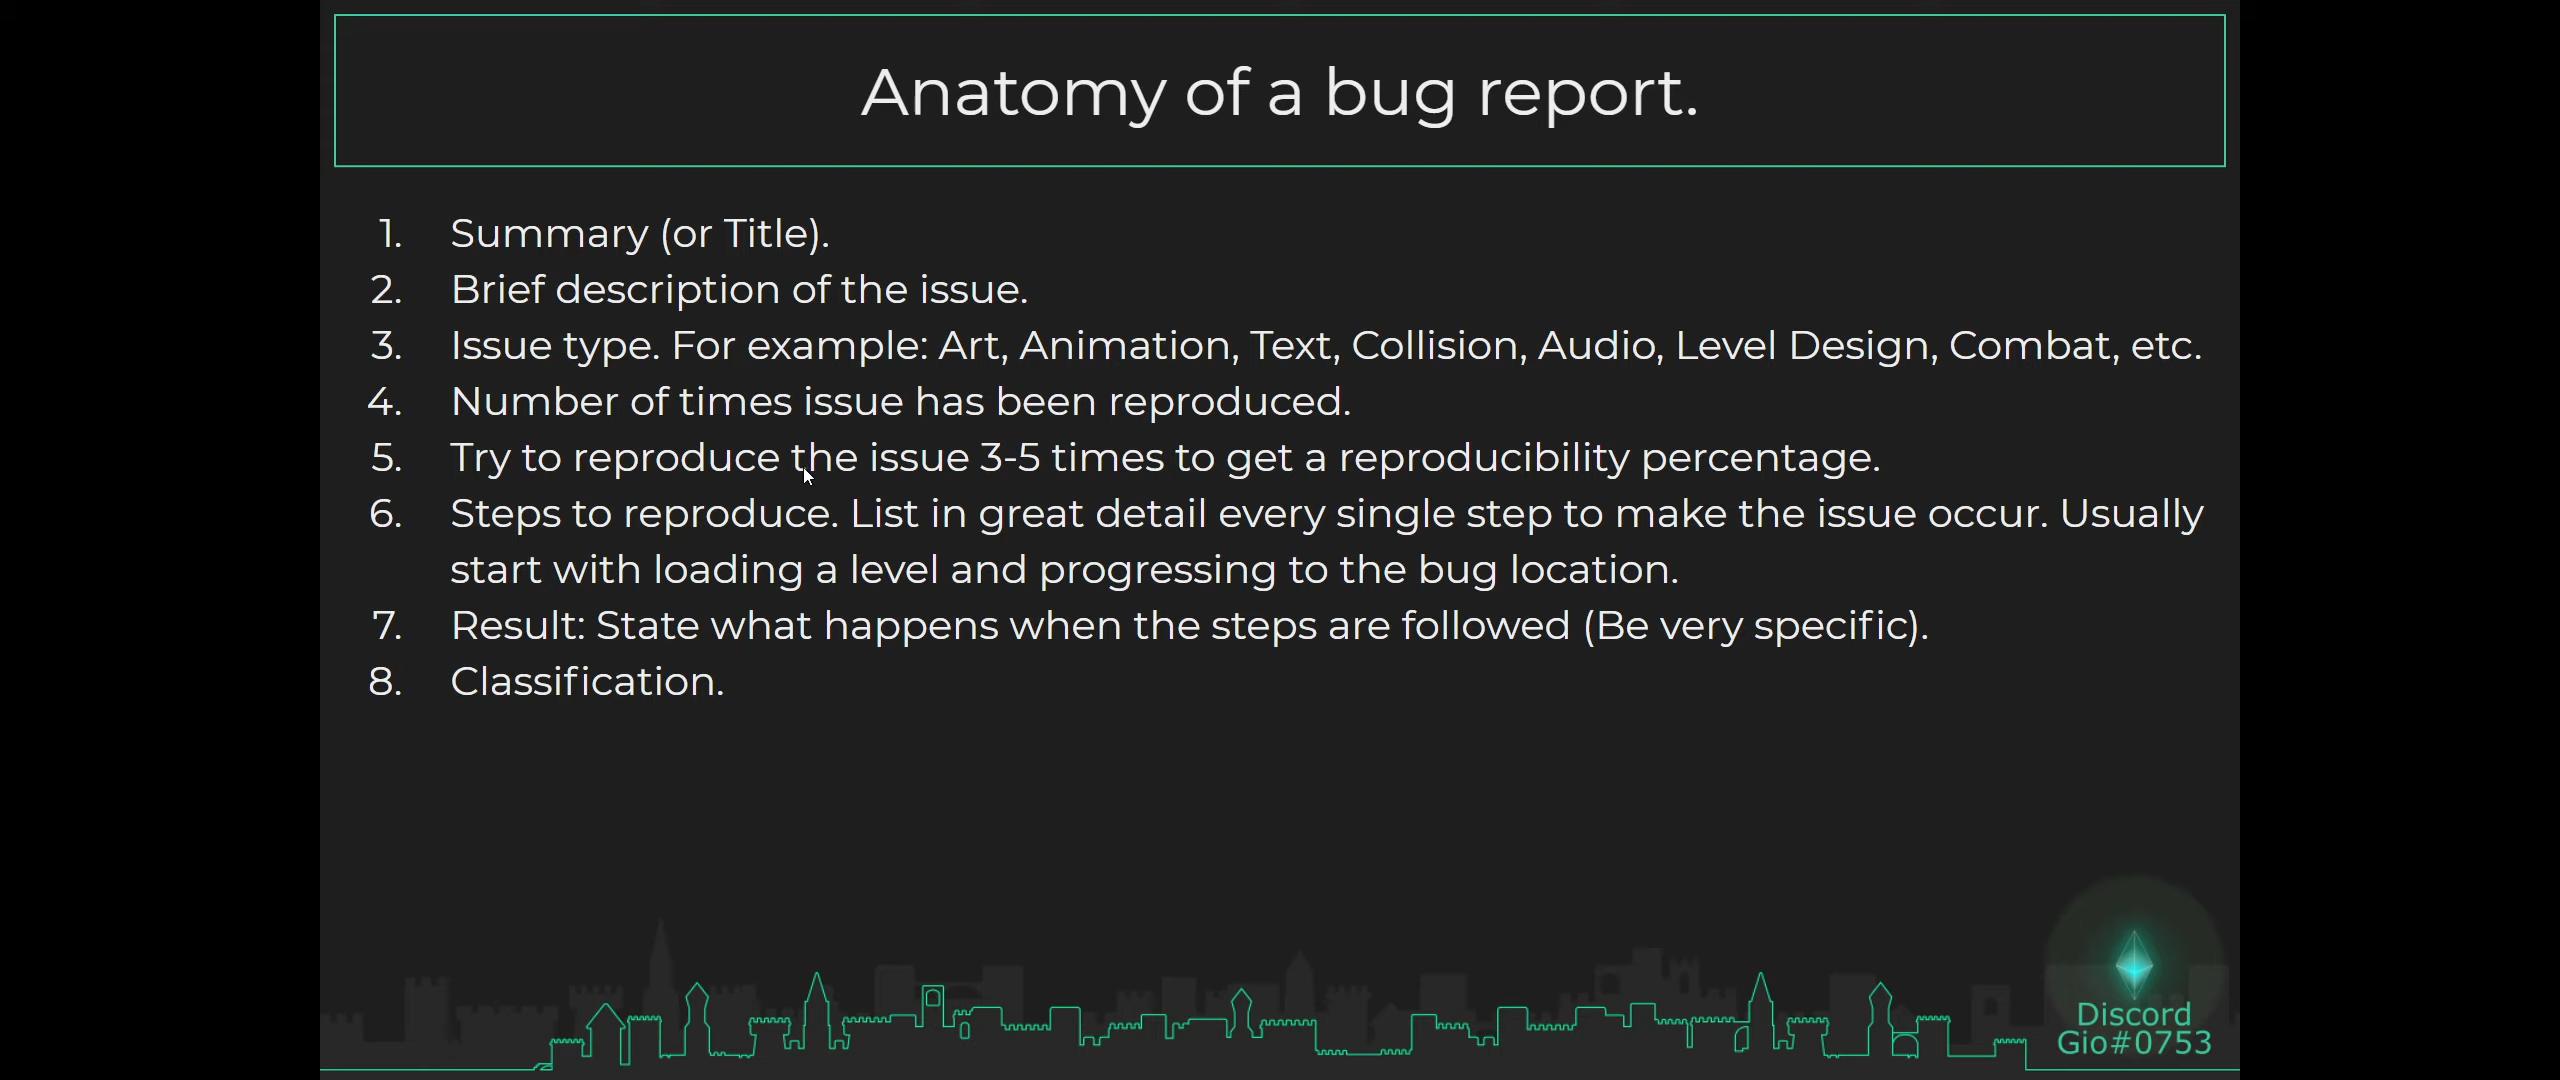 Anatomy of a bug report.
1. Summary (or Title).
2. Brief description of the issue.
3. Issue type. For example: Art, Animation, Text, Collision, Audio, Level Design, Combat, etc.
4. Number of times issue has been reproduced.
5. Try to reproduce the issue 3-5 times to get a reproducibility percentage.
6. Steps to reproduce. List in great detail every single step to make the issue occur. Usually
start with loading a level and progressing to the bug location.
7. Result: State what happens when the steps are followed (Be very specific).
8. Classification.
Discord
Gio#0753